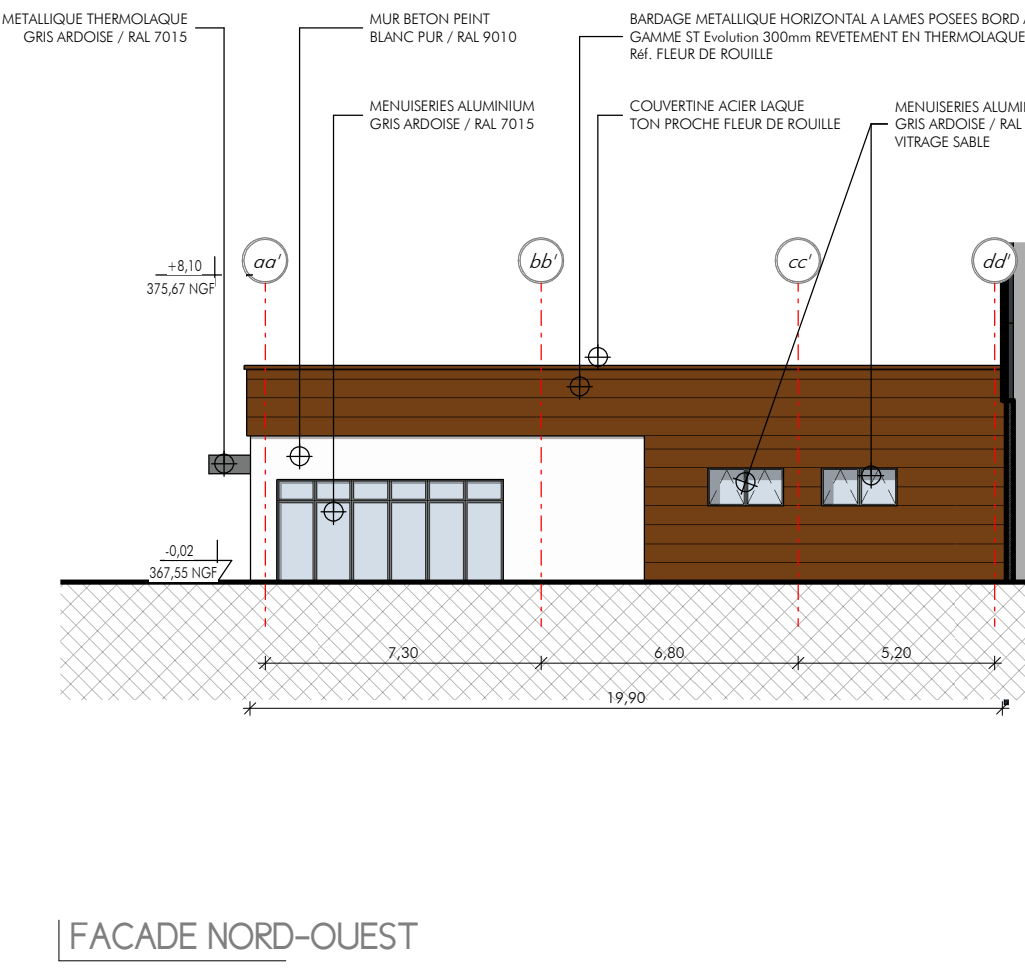 METALLIQUE THERMOLAQUE
GRIS ARDOISE / RAL 7015
MUR BETON PEINT
BLANC PUR / RAL 9010
BARDAGE METALLIQUE HORIZONTAL A LAMES POSEES BORD A
GAMME ST Evolution 300mm REVETEMENT EN THERMOLAQUE
Réf. FLEUR DE ROUILLE
MENUISERIES ALUMINIUM
GRIS ARDOISE / RAL 7015
COUVERTINE ACIER LAQUE
TON PROCHE FLEUR DE ROUILLE
MENUISERIES ALUMI
GRIS ARDOISE / RAL
VITRAGE SABLE
aa'
bb'
cc'
dd'
+8,10
375,67 NGF
-0,02
367,55 NGF
7,30
6,80
5,20
19,90
FACADE NORD-OUEST